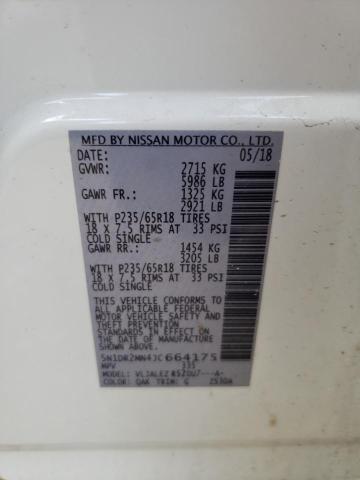 MFD BY NISSAN MOTOR CO., LTD.
DATE: 05/18
GVWR: 2715 KG
5986 LB
GAWR FR.: 1325 KG
2921 LB
WITH P235/65R18 TIRES
18 X 7.5 RIMS AT 33 PSI
COLD SINGLE
GAWR RR.: 1454 KG
3205 LB
WITH P235/65R18 TIRES
18 X 7.5 RIMS AT 33 PSI
COLD SINGLE
THIS VEHICLE CONFORMS TO ALL
APPLICABLE FEDERAL
MOTOR VEHICLE SAFETY
STANDARDS IN EFFECT ON THE
DATE OF MANUFACTURE
SHOWN ABOVE.
5N1DR2MN4JC664175
MPV 335
MODEL:
COLOR: QAK TRIM: G